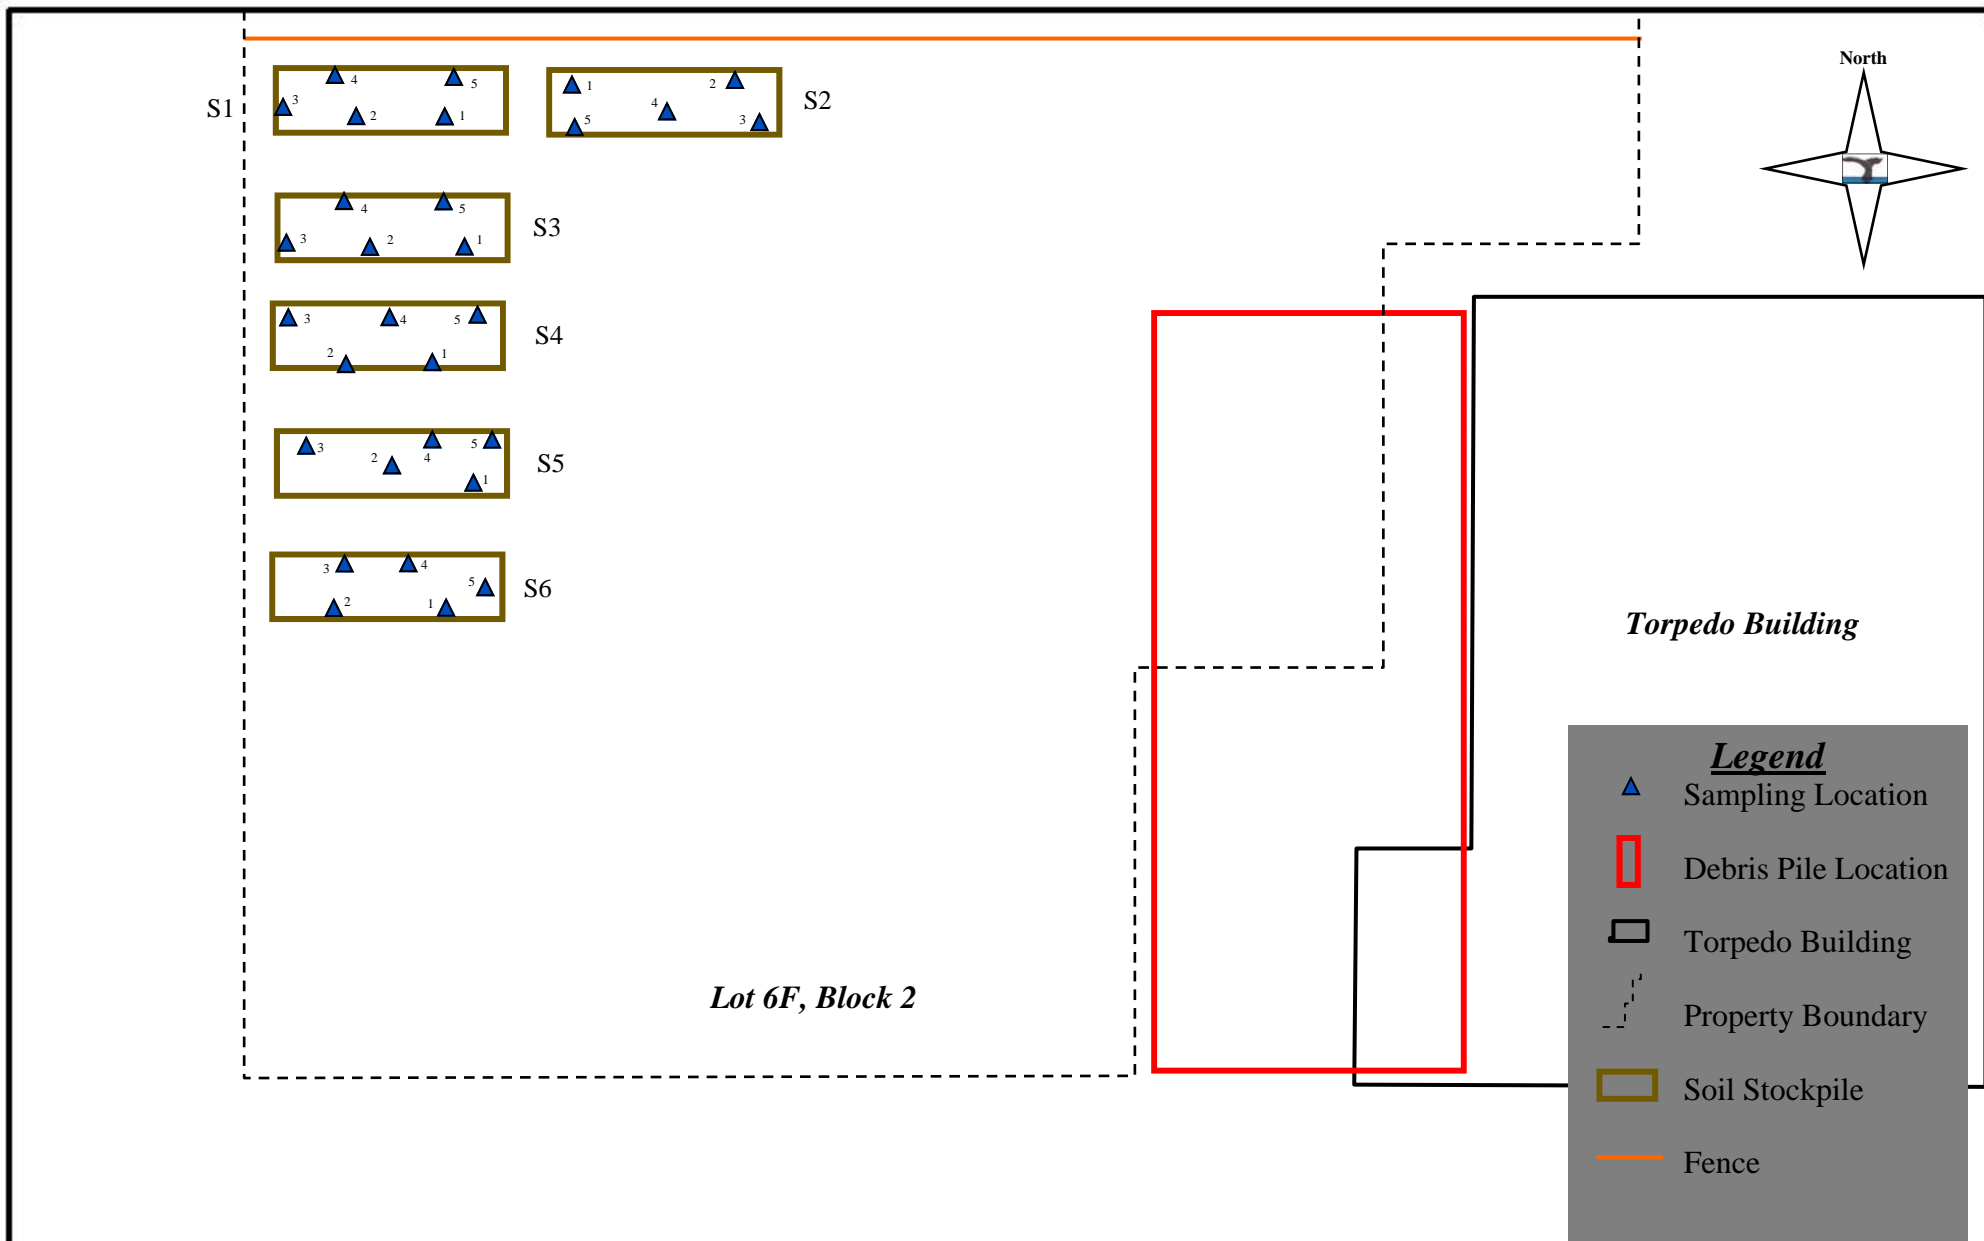 North
4
5
3
2
1
S1
1
2
4
5
3
S2
4
5
3
2
1
S3
3
4
5
2
1
S4
3
2
4
5
1
S5
3
4
5
2
1
S6
Torpedo Building
Lot 6F, Block 2
Legend
Sampling Location
Debris Pile Location
Torpedo Building
Property Boundary
Soil Stockpile
Fence